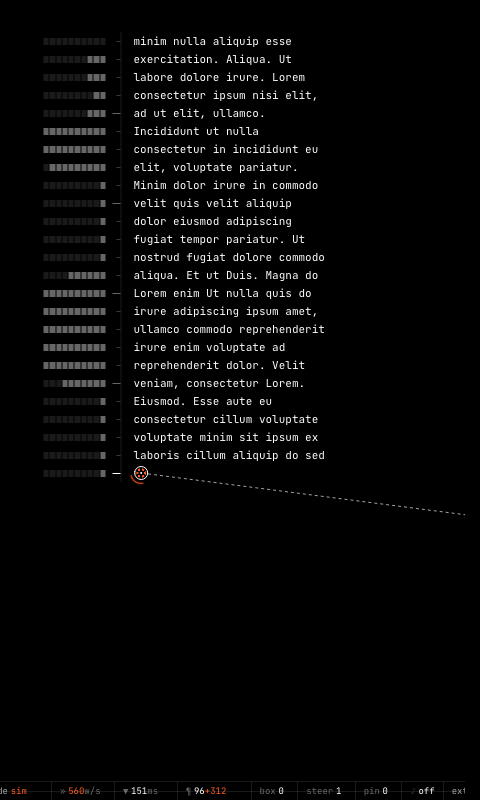 minim nulla aliquip esse
exercitation. Aliqua. Ut
labore dolore irure. Lorem
consectetur ipsum nisi elit,
ad ut elit, ullamco.
Incididunt ut nulla
consectetur in incididunt eu
elit, voluptate pariatur.
Minim dolor irure in commodo
velit quis velit aliquip
dolor eiusmod adipiscing
fugiat tempor pariatur. Ut
nostrud fugiat dolore commodo
aliqua. Et ut Duis. Magna do
Lorem enim Ut nulla quis do
irure adipiscing ipsum amet,
ullamco commodo reprehenderit
irure enim voluptate ad
reprehenderit dolor. Velit
veniam, consectetur Lorem.
Eiusmod. Esse aute eu
consectetur cillum voluptate
voluptate minim sit ipsum ex
laboris cillum aliquip do sed
de sim » 560w/s ▼ 151ms ¶ 96+312 box 0 steer 1 pin 0 ♪ off ext